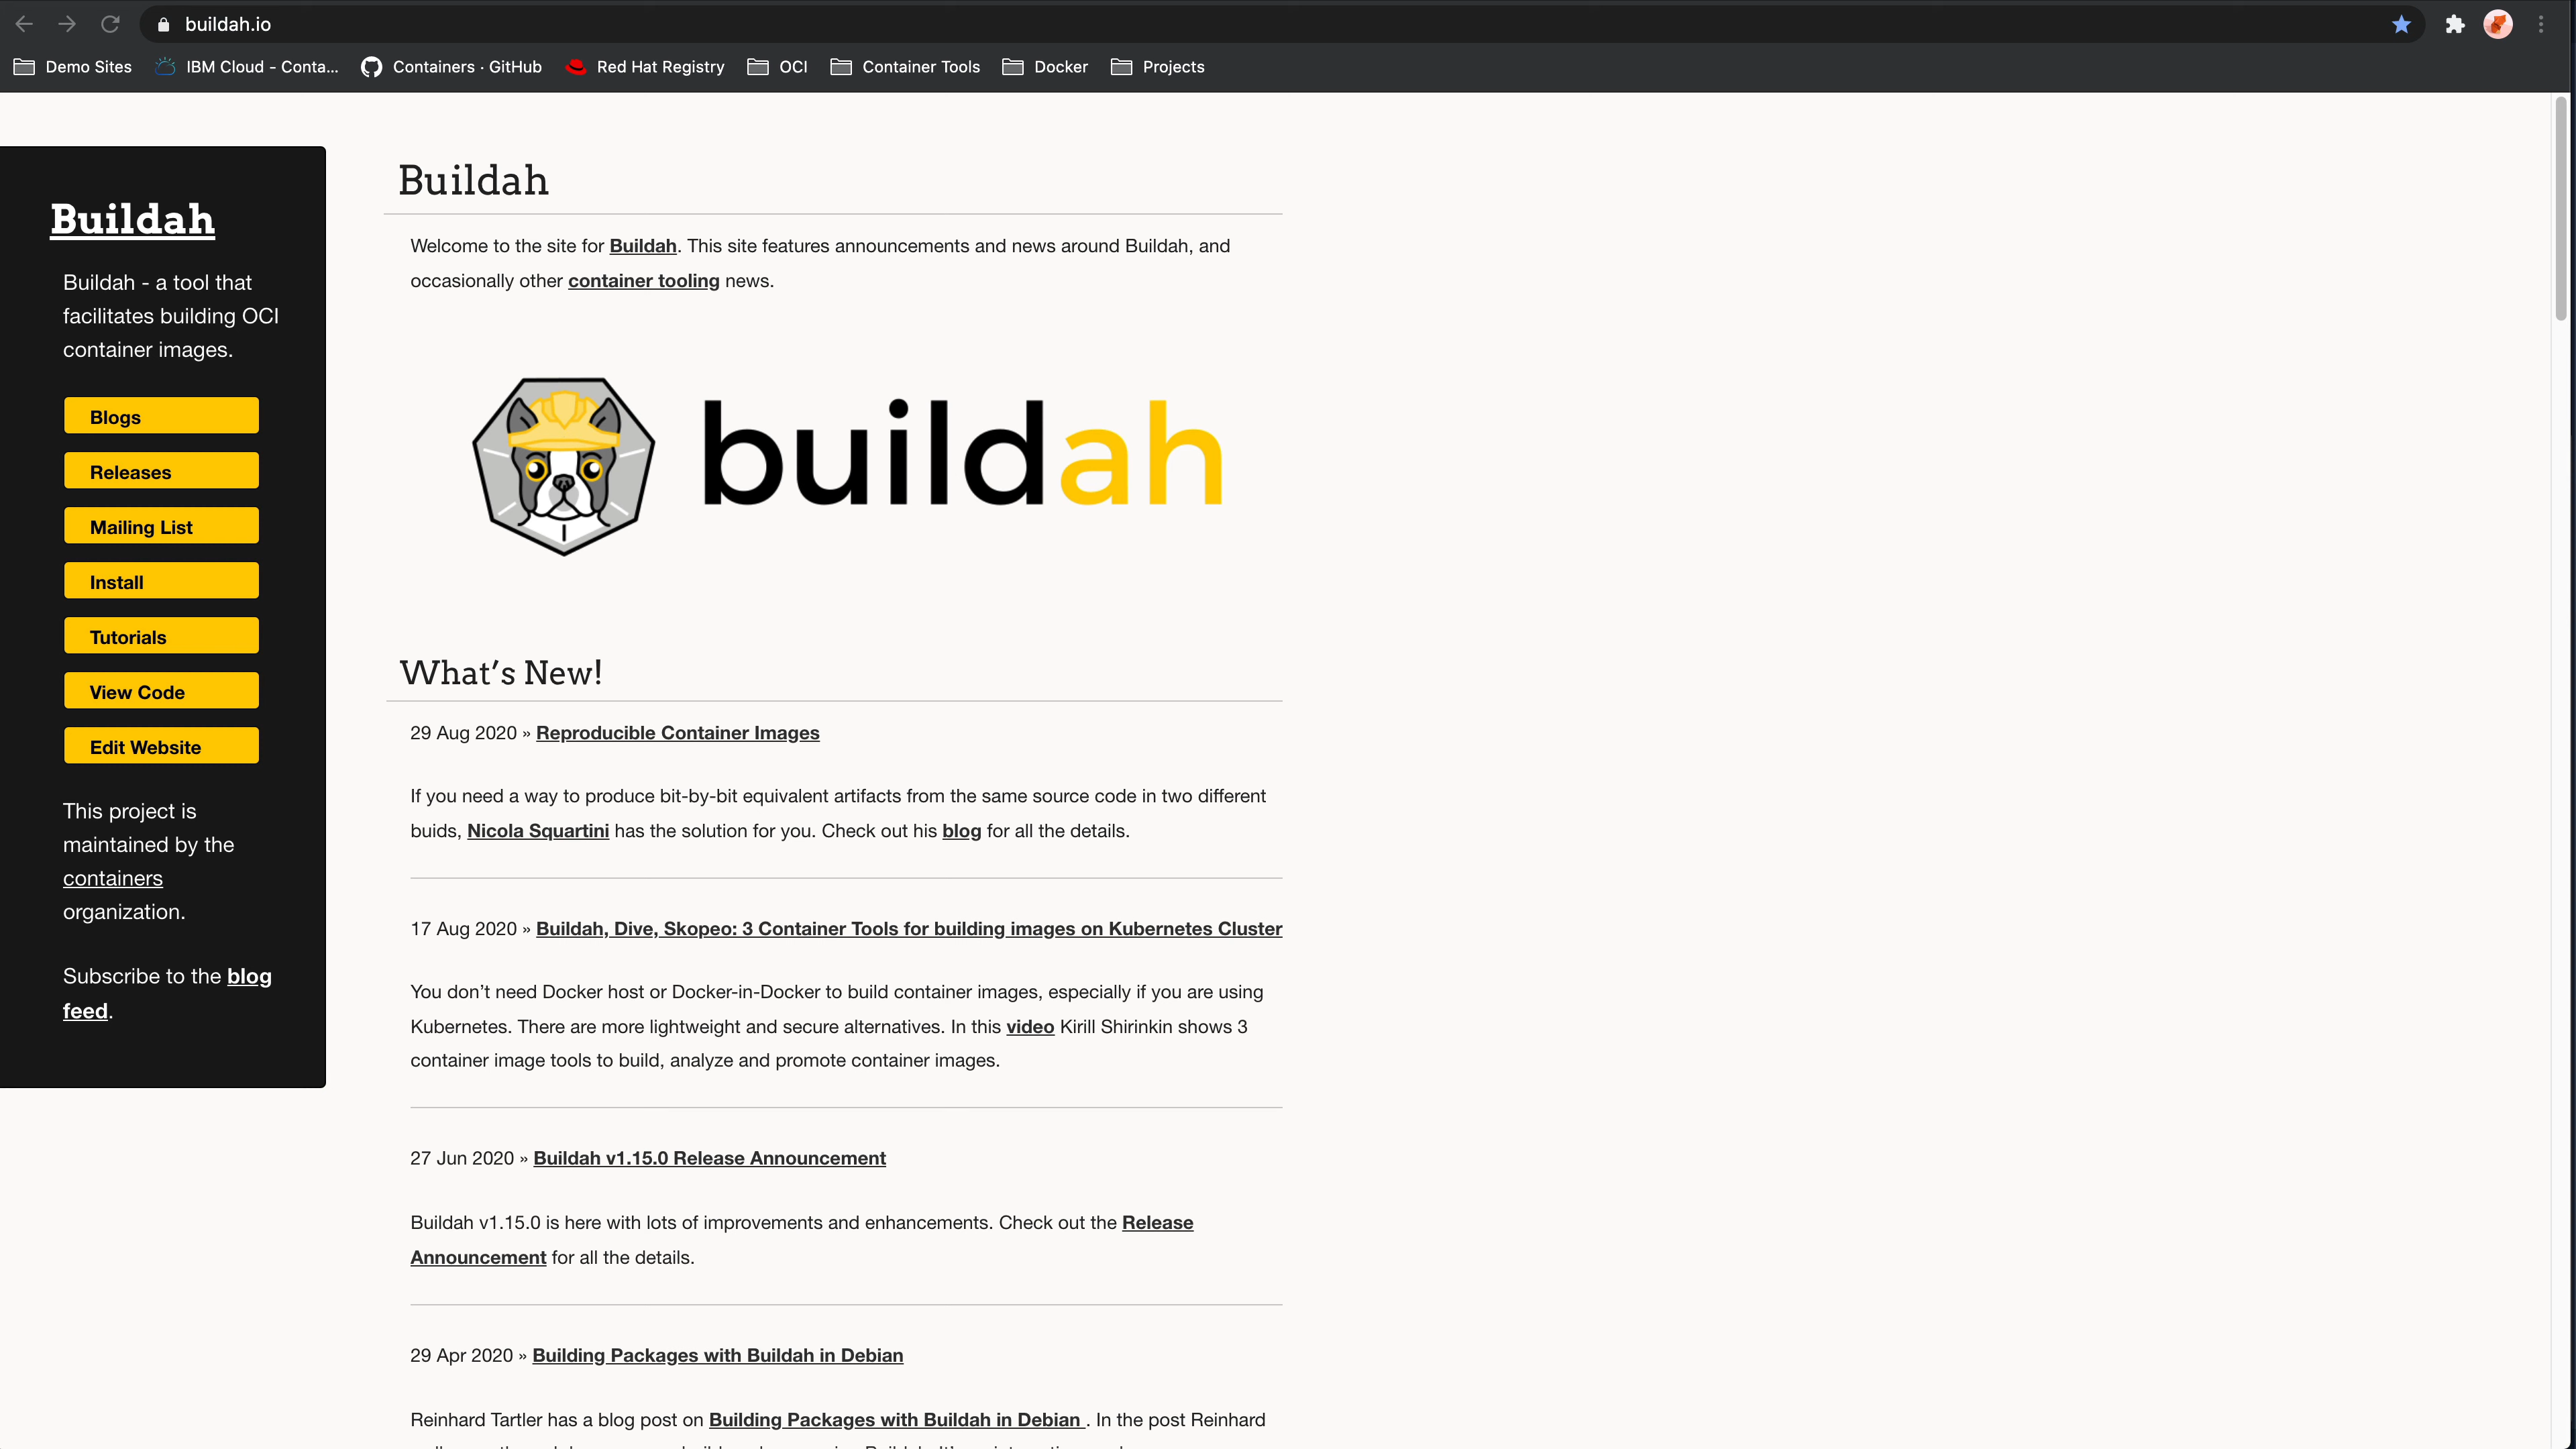 buildah.io
Demo Sites IBM Cloud - Conta... Containers · GitHub Red Hat Registry OCI Container Tools Docker Projects
Buildah
Buildah - a tool that
facilitates building OCI
container images.
Blogs
Releases
Mailing List
Install
Tutorials
View Code
Edit Website
This project is
maintained by the
containers
organization.
Subscribe to the blog
feed.
Buildah
Welcome to the site for Buildah. This site features announcements and news around Buildah, and
occasionally other container tooling news.
buildah
What’s New!
29 Aug 2020 » Reproducible Container Images
If you need a way to produce bit-by-bit equivalent artifacts from the same source code in two different
buids, Nicola Squartini has the solution for you. Check out his blog for all the details.
17 Aug 2020 » Buildah, Dive, Skopeo: 3 Container Tools for building images on Kubernetes Cluster
You don’t need Docker host or Docker-in-Docker to build container images, especially if you are using
Kubernetes. There are more lightweight and secure alternatives. In this video Kirill Shirinkin shows 3
container image tools to build, analyze and promote container images.
27 Jun 2020 » Buildah v1.15.0 Release Announcement
Buildah v1.15.0 is here with lots of improvements and enhancements. Check out the Release
Announcement for all the details.
29 Apr 2020 » Building Packages with Buildah in Debian
Reinhard Tartler has a blog post on Building Packages with Buildah in Debian . In the post Reinhard